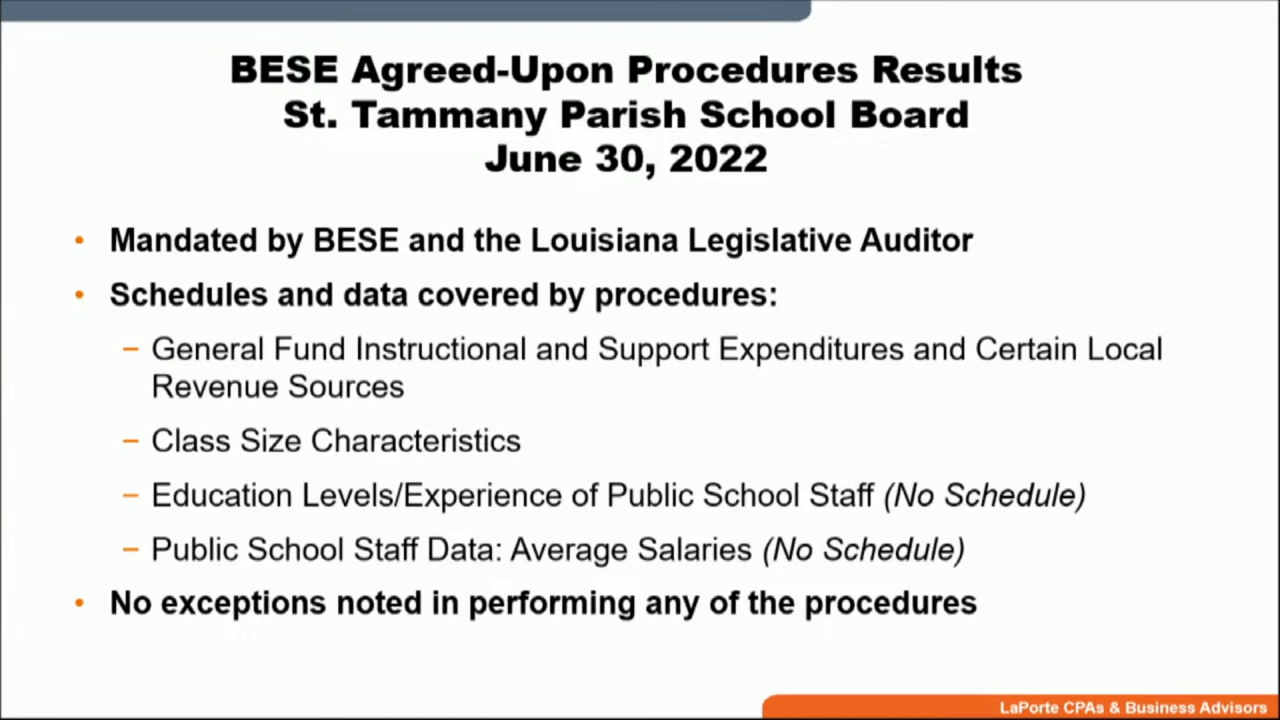 BESE Agreed-Upon Procedures Results
St. Tammany Parish School Board
June 30, 2022
• Mandated by BESE and the Louisiana Legislative Auditor
• Schedules and data covered by procedures:
– General Fund Instructional and Support Expenditures and Certain Local
Revenue Sources
– Class Size Characteristics
– Education Levels/Experience of Public School Staff (No Schedule)
– Public School Staff Data: Average Salaries (No Schedule)
• No exceptions noted in performing any of the procedures
LaPorte CPAs & Business Advisors